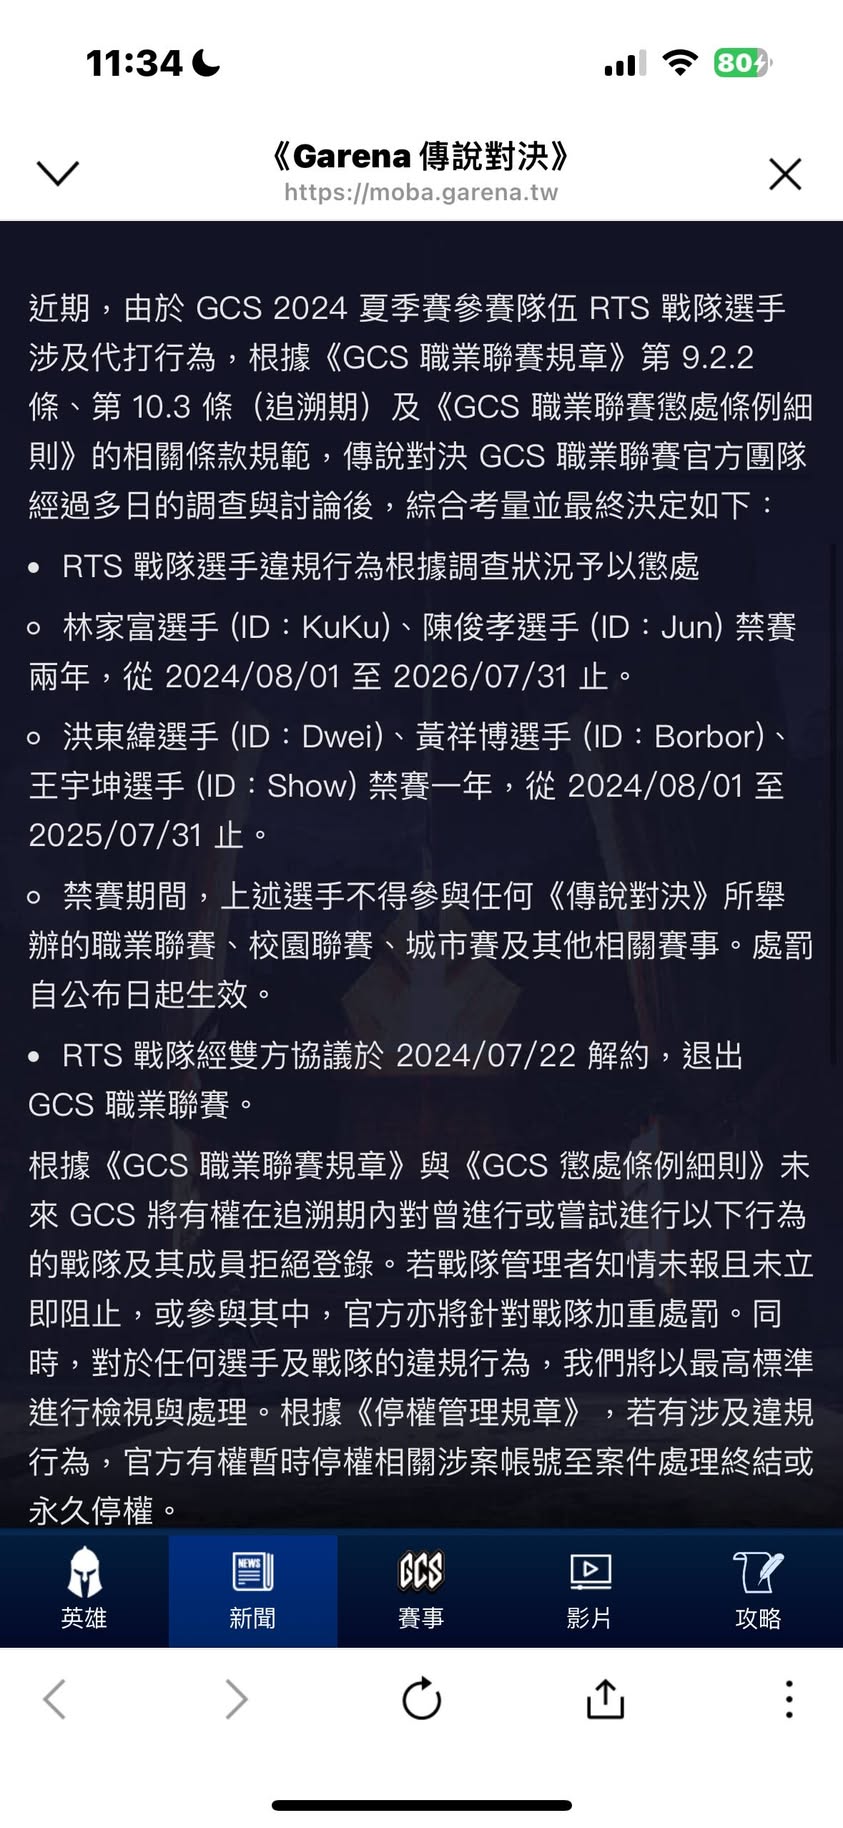 11:34
80
《Garena 傳說對決》
https://moba.garena.tw
近期，由於 GCS 2024 夏季賽參賽隊伍 RTS 戰隊選手
涉及代打行為，根據《GCS 職業聯賽規章》第 9.2.2
條、第 10.3 條（追溯期）及《GCS 職業聯賽懲處條例細
則》的相關條款規範，傳說對決 GCS 職業聯賽官方團隊
經過多日的調查與討論後，綜合考量並最終決定如下：
• RTS 戰隊選手違規行為根據調查狀況予以懲處
○ 林家富選手 (ID：KuKu)、陳俊孝選手 (ID：Jun) 禁賽
兩年，從 2024/08/01 至 2026/07/31 止。
○ 洪東緯選手 (ID：Dwei)、黃祥博選手 (ID：Borbor)、
王宇坤選手 (ID：Show) 禁賽一年，從 2024/08/01 至
2025/07/31 止。
○ 禁賽期間，上述選手不得參與任何《傳說對決》所舉
辦的職業聯賽、校園聯賽、城市賽及其他相關賽事。處罰
自公布日起生效。
• RTS 戰隊經雙方協議於 2024/07/22 解約，退出
GCS 職業聯賽。
根據《GCS 職業聯賽規章》與《GCS 懲處條例細則》未
來 GCS 將有權在追溯期內對曾進行或嘗試進行以下行為
的戰隊及其成員拒絕登錄。若戰隊管理者知情未報且未立
即阻止，或參與其中，官方亦將針對戰隊加重處罰。同
時，對於任何選手及戰隊的違規行為，我們將以最高標準
進行檢視與處理。根據《停權管理規章》，若有涉及違規
行為，官方有權暫時停權相關涉案帳號至案件處理終結或
永久停權。
NEWS GCS
英雄 新聞 賽事 影片 攻略